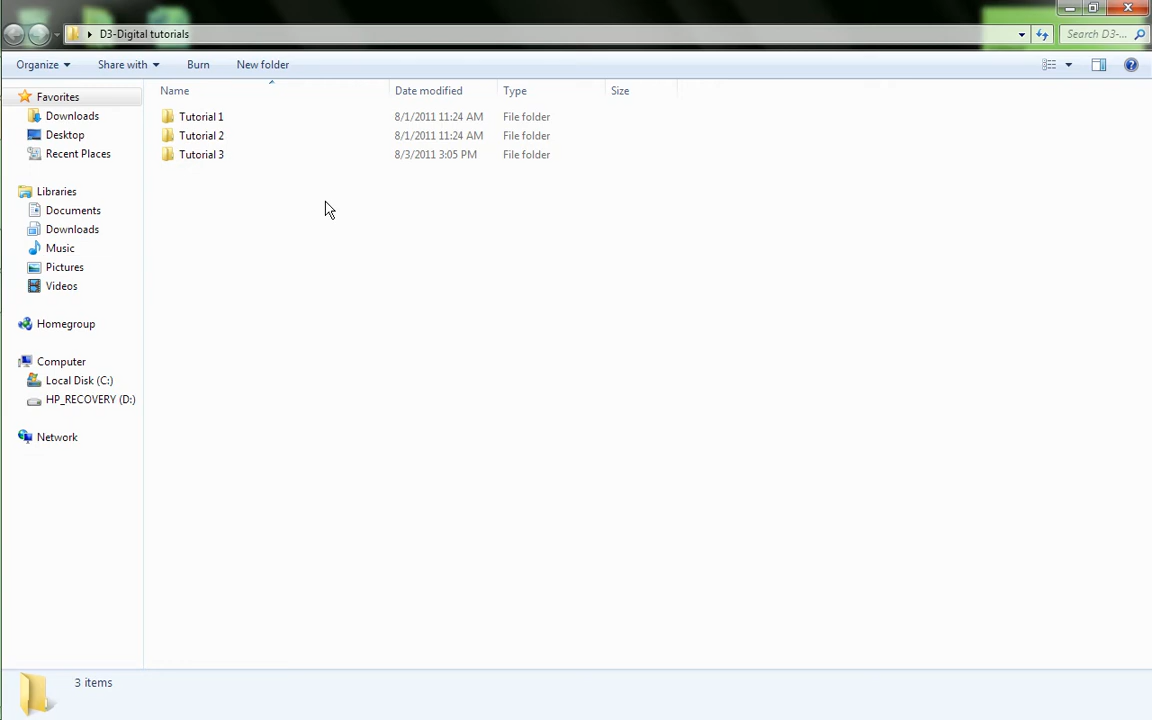 D3-Digital tutorials
Search D3-...
Organize Share with Burn New folder
Name Date modified Type Size
Favorites
Downloads
Desktop
Recent Places
Libraries
Documents
Downloads
Music
Pictures
Videos
Homegroup
Computer
Local Disk (C:)
HP_RECOVERY (D:)
Network
Tutorial 1 8/1/2011 11:24 AM File folder
Tutorial 2 8/1/2011 11:24 AM File folder
Tutorial 3 8/3/2011 3:05 PM File folder
3 items